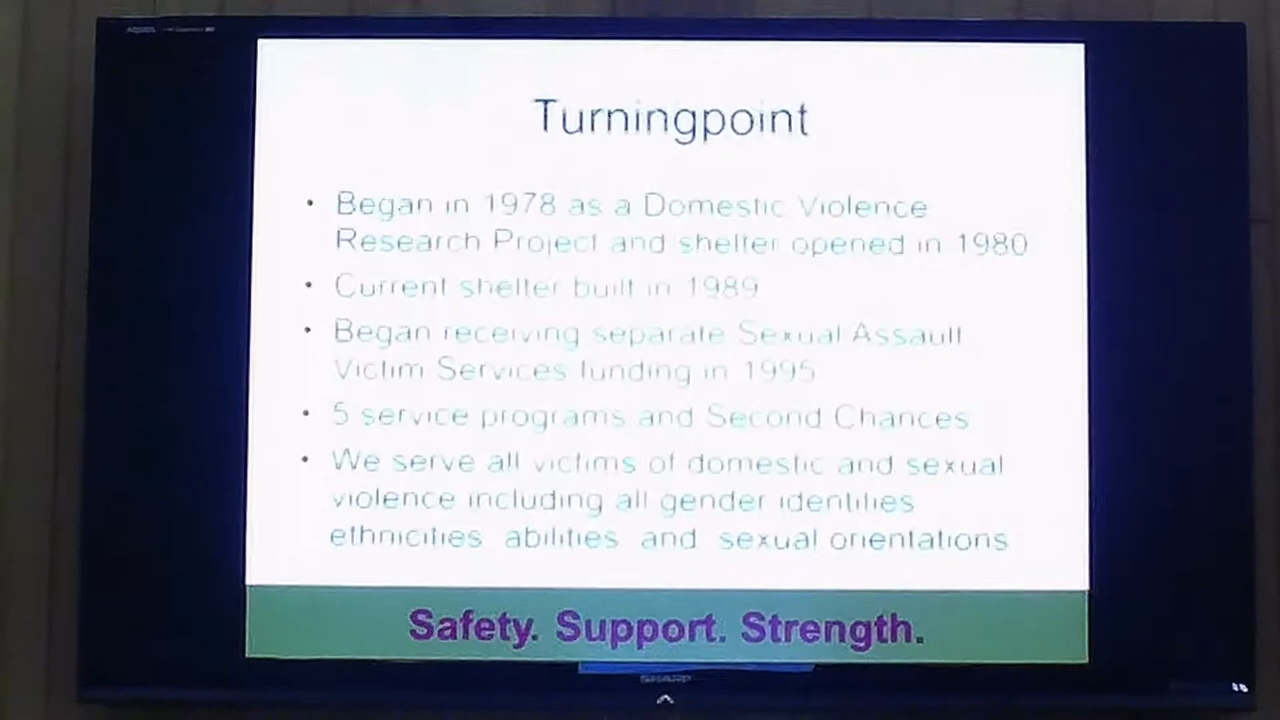 AQUOS
Turningpoint
• Began in 1978 as a Domestic Violence
Research Project and shelter opened in 1980
• Current shelter built in 1989
• Began receiving separate Sexual Assault
Victim Services funding in 1995
• 5 service programs and Second Chances
• We serve all victims of domestic and sexual
violence including all gender identities
ethnicities abilities and sexual orientations
Safety. Support. Strength.
SHARP